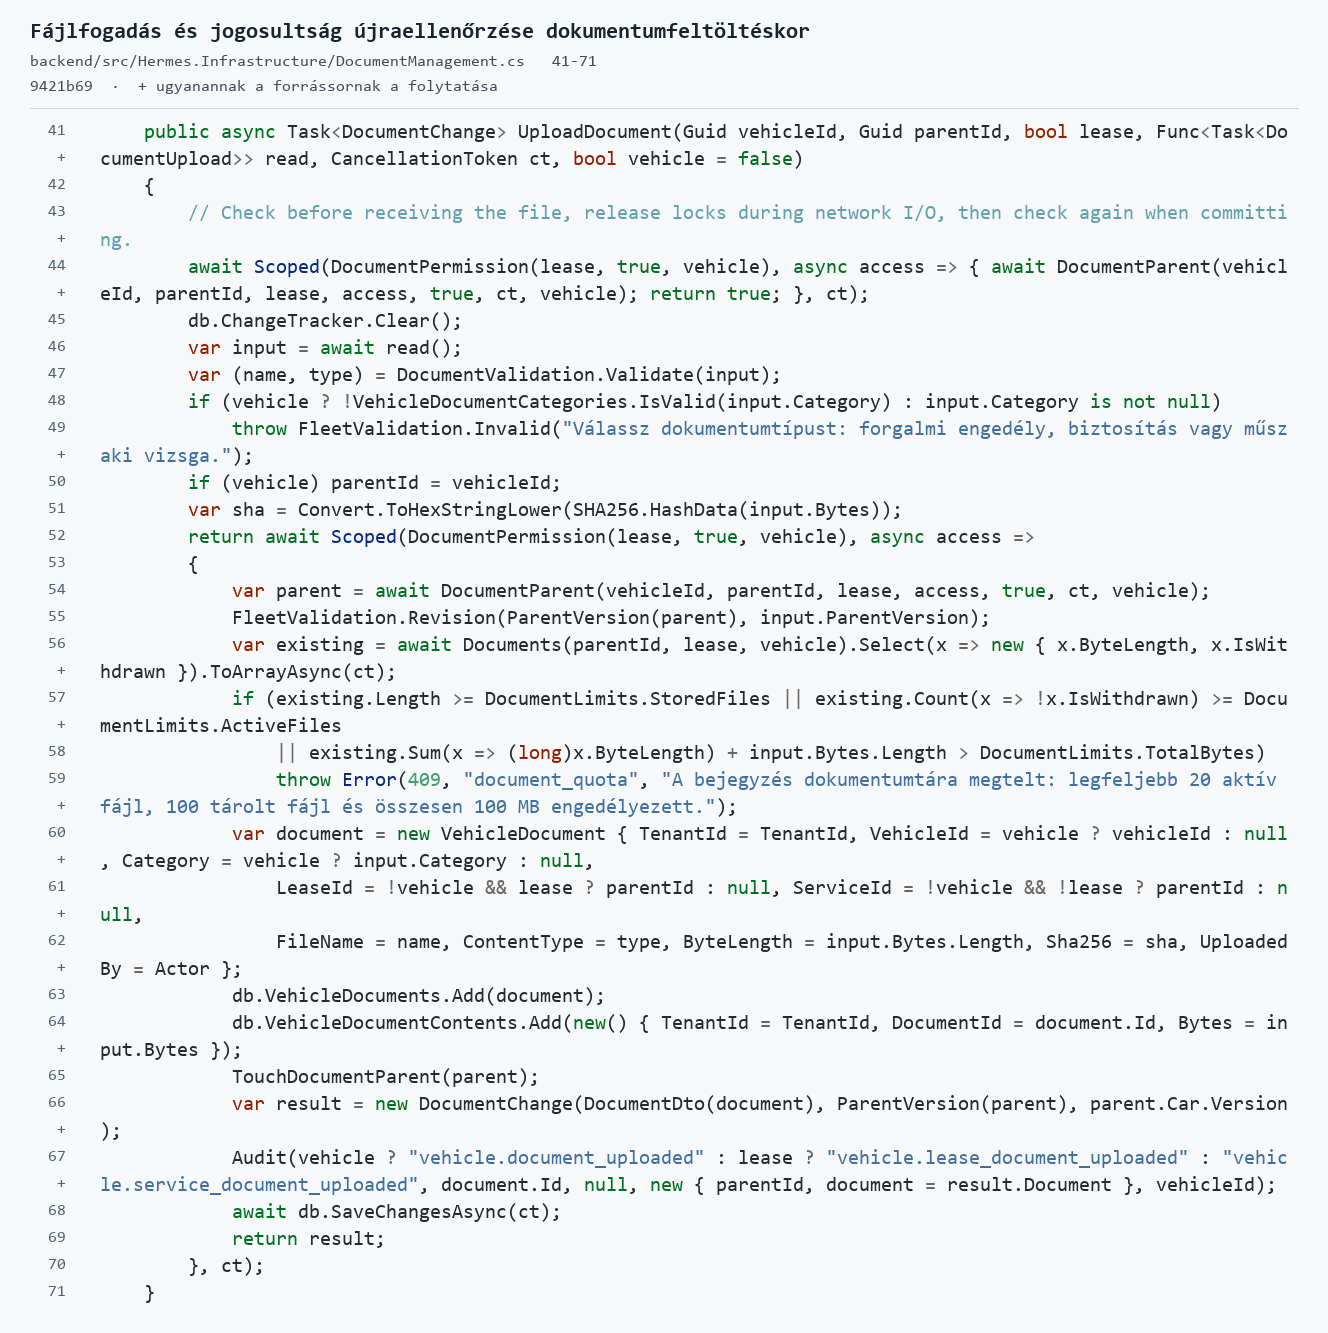 Fájlfogadás és jogosultság újraellenőrzése dokumentumfeltöltéskor
backend/src/Hermes.Infrastructure/DocumentManagement.cs   41-71
9421b69  ·  + ugyanannak a forrássornak a folytatása
41     public async Task<DocumentChange> UploadDocument(Guid vehicleId, Guid parentId, bool lease, Func<Task<Do
+ cumentUpload>> read, CancellationToken ct, bool vehicle = false)
42     {
43         // Check before receiving the file, release locks during network I/O, then check again when committi
+ ng.
44         await Scoped(DocumentPermission(lease, true, vehicle), async access => { await DocumentParent(vehicl
+ eId, parentId, lease, access, true, ct, vehicle); return true; }, ct);
45         db.ChangeTracker.Clear();
46         var input = await read();
47         var (name, type) = DocumentValidation.Validate(input);
48         if (vehicle ? !VehicleDocumentCategories.IsValid(input.Category) : input.Category is not null)
49             throw FleetValidation.Invalid("Válassz dokumentumtípust: forgalmi engedély, biztosítás vagy műsz
+ aki vizsga.");
50         if (vehicle) parentId = vehicleId;
51         var sha = Convert.ToHexStringLower(SHA256.HashData(input.Bytes));
52         return await Scoped(DocumentPermission(lease, true, vehicle), async access =>
53         {
54             var parent = await DocumentParent(vehicleId, parentId, lease, access, true, ct, vehicle);
55             FleetValidation.Revision(ParentVersion(parent), input.ParentVersion);
56             var existing = await Documents(parentId, lease, vehicle).Select(x => new { x.ByteLength, x.IsWit
+ hdrawn }).ToArrayAsync(ct);
57             if (existing.Length >= DocumentLimits.StoredFiles || existing.Count(x => !x.IsWithdrawn) >= Docu
+ mentLimits.ActiveFiles
58                 || existing.Sum(x => (long)x.ByteLength) + input.Bytes.Length > DocumentLimits.TotalBytes)
59                 throw Error(409, "document_quota", "A bejegyzés dokumentumtára megtelt: legfeljebb 20 aktív
+ fájl, 100 tárolt fájl és összesen 100 MB engedélyezett.");
60             var document = new VehicleDocument { TenantId = TenantId, VehicleId = vehicle ? vehicleId : null
+ , Category = vehicle ? input.Category : null,
61                 LeaseId = !vehicle && lease ? parentId : null, ServiceId = !vehicle && !lease ? parentId : n
+ ull,
62                 FileName = name, ContentType = type, ByteLength = input.Bytes.Length, Sha256 = sha, Uploaded
+ By = Actor };
63             db.VehicleDocuments.Add(document);
64             db.VehicleDocumentContents.Add(new() { TenantId = TenantId, DocumentId = document.Id, Bytes = in
+ put.Bytes });
65             TouchDocumentParent(parent);
66             var result = new DocumentChange(DocumentDto(document), ParentVersion(parent), parent.Car.Version
+ );
67             Audit(vehicle ? "vehicle.document_uploaded" : lease ? "vehicle.lease_document_uploaded" : "vehic
+ le.service_document_uploaded", document.Id, null, new { parentId, document = result.Document }, vehicleId);
68             await db.SaveChangesAsync(ct);
69             return result;
70         }, ct);
71     }